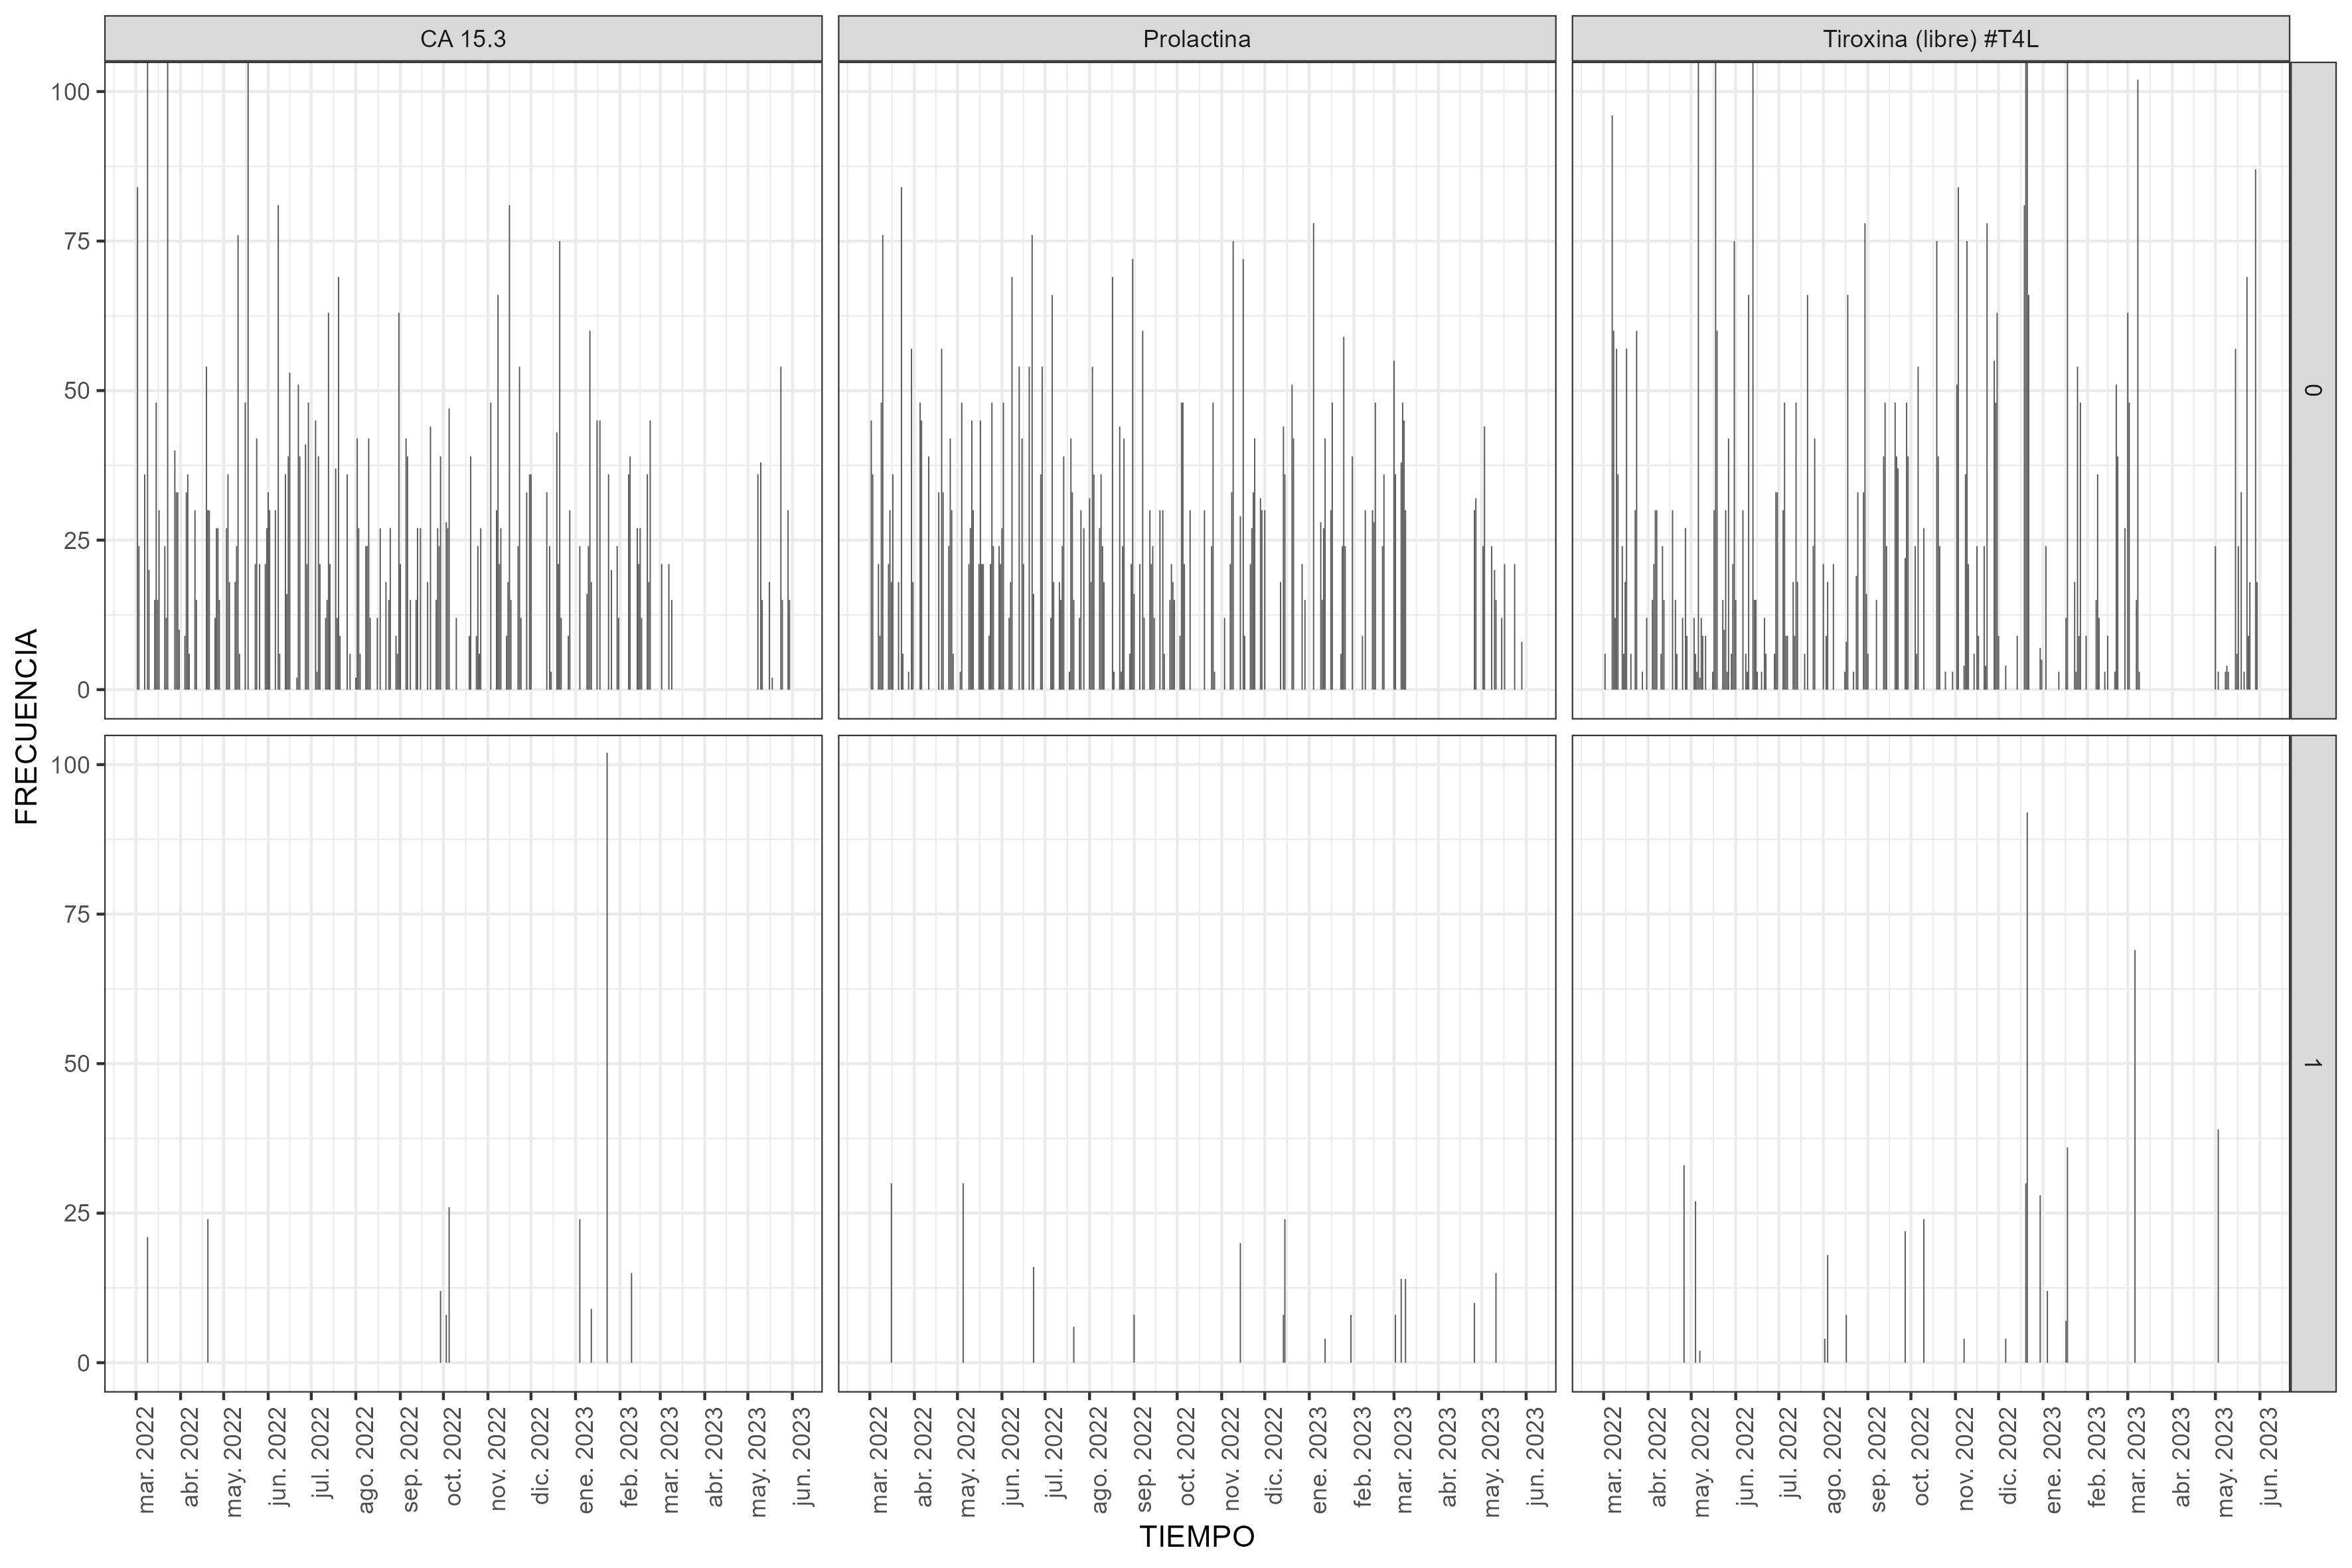 CA 15.3
Prolactina
Tiroxina (libre) #T4L
FRECUENCIA
100
75
50
25
0
0
100
75
50
25
0
1
mar. 2022
abr. 2022
may. 2022
jun. 2022
jul. 2022
ago. 2022
sep. 2022
oct. 2022
nov. 2022
dic. 2022
ene. 2023
feb. 2023
mar. 2023
abr. 2023
may. 2023
jun. 2023
mar. 2022
abr. 2022
may. 2022
jun. 2022
jul. 2022
ago. 2022
sep. 2022
oct. 2022
nov. 2022
dic. 2022
ene. 2023
feb. 2023
mar. 2023
abr. 2023
may. 2023
jun. 2023
mar. 2022
abr. 2022
may. 2022
jun. 2022
jul. 2022
ago. 2022
sep. 2022
oct. 2022
nov. 2022
dic. 2022
ene. 2023
feb. 2023
mar. 2023
abr. 2023
may. 2023
jun. 2023
TIEMPO